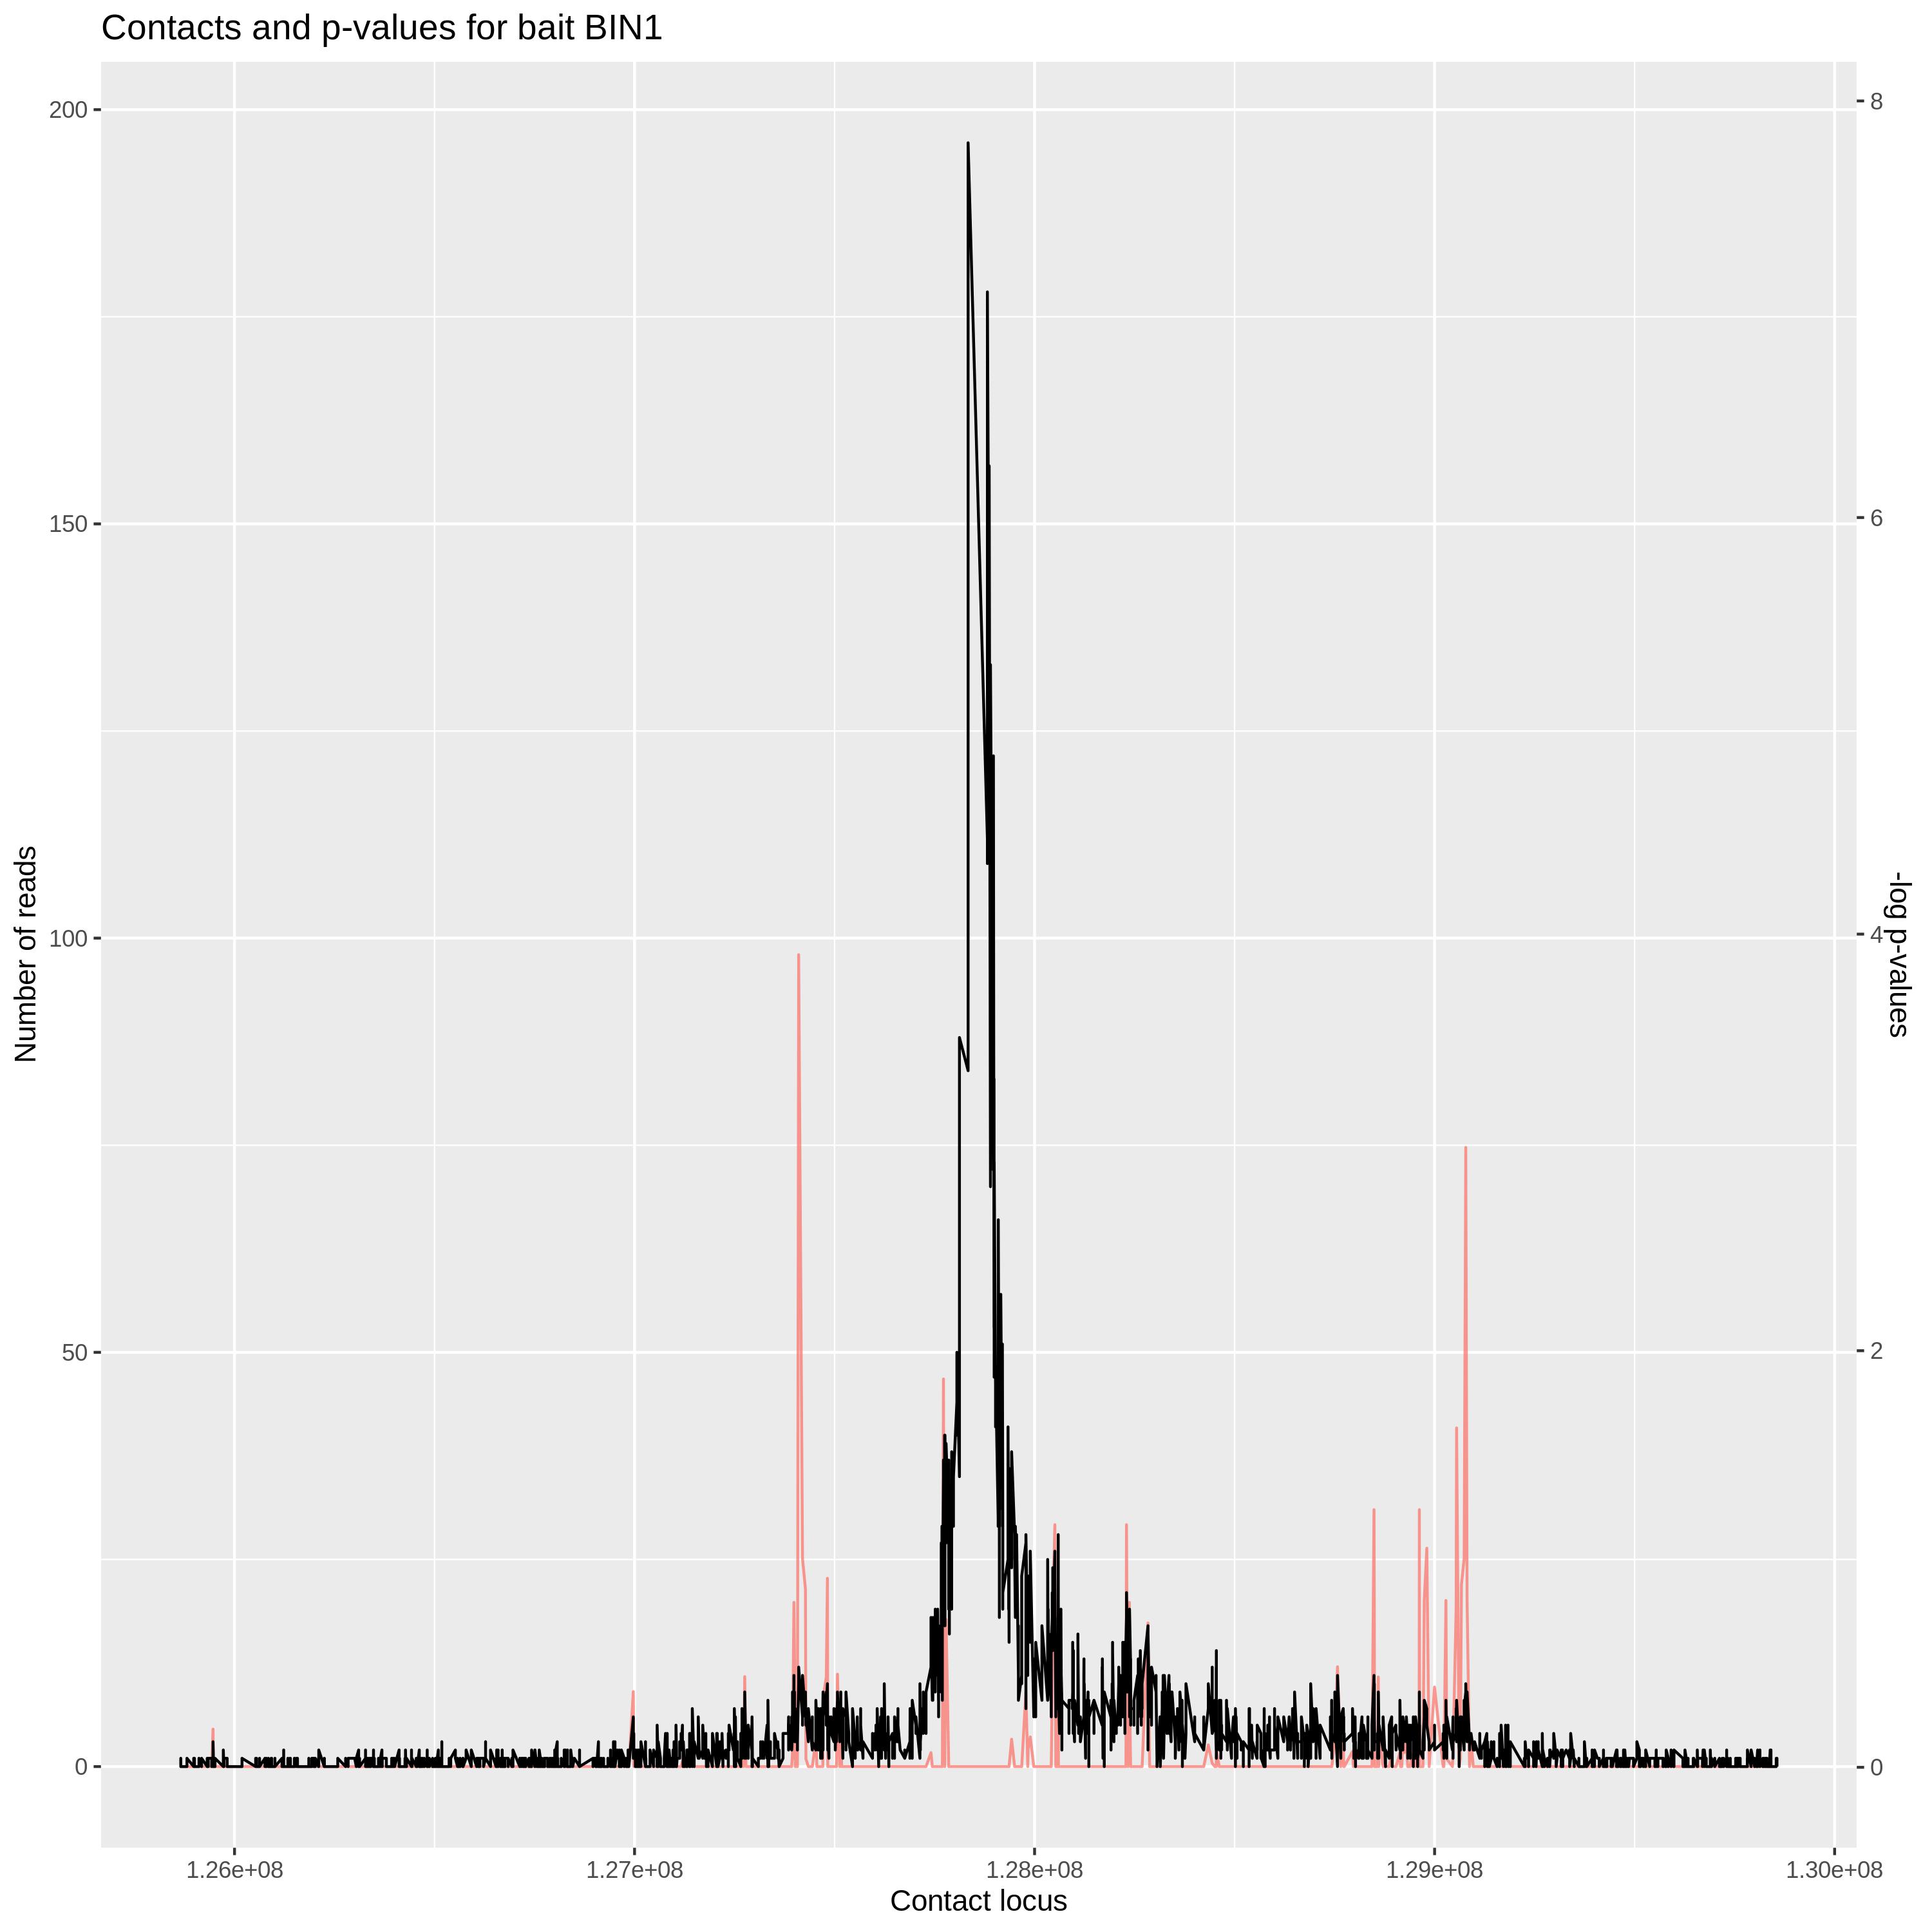 Contacts and p-values for bait BIN1
200
150
100
50
0
Number of reads
8
6
4
2
0
-log p-values
1.26e+08 1.27e+08 1.28e+08 1.29e+08 1.30e+08
Contact locus